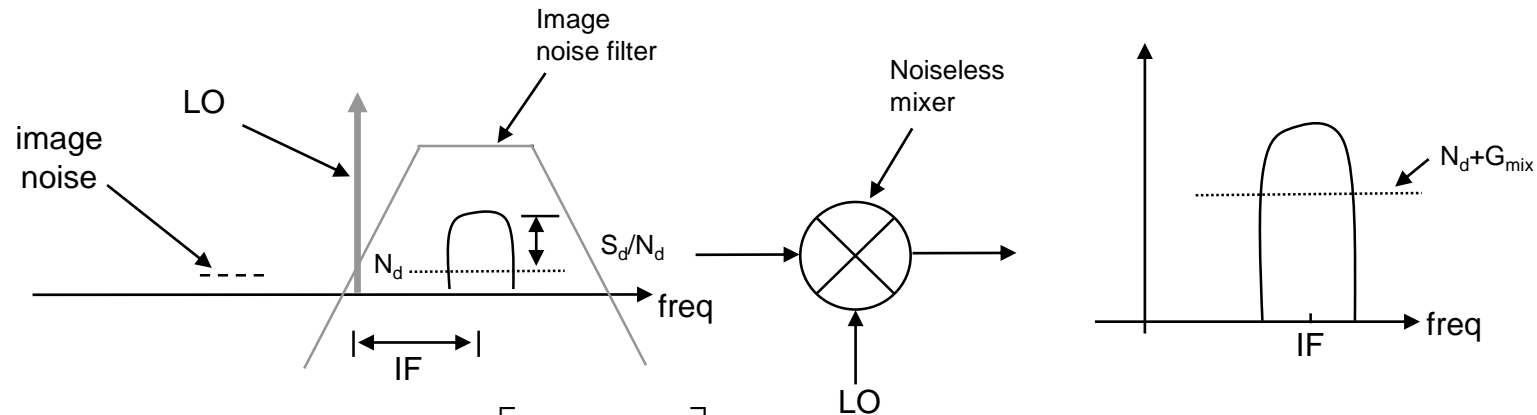 Image
noise filter
LO
image
noise
N_d
S_d/N_d
freq
IF
Noiseless
mixer
LO
N_d+G_mix
freq
IF